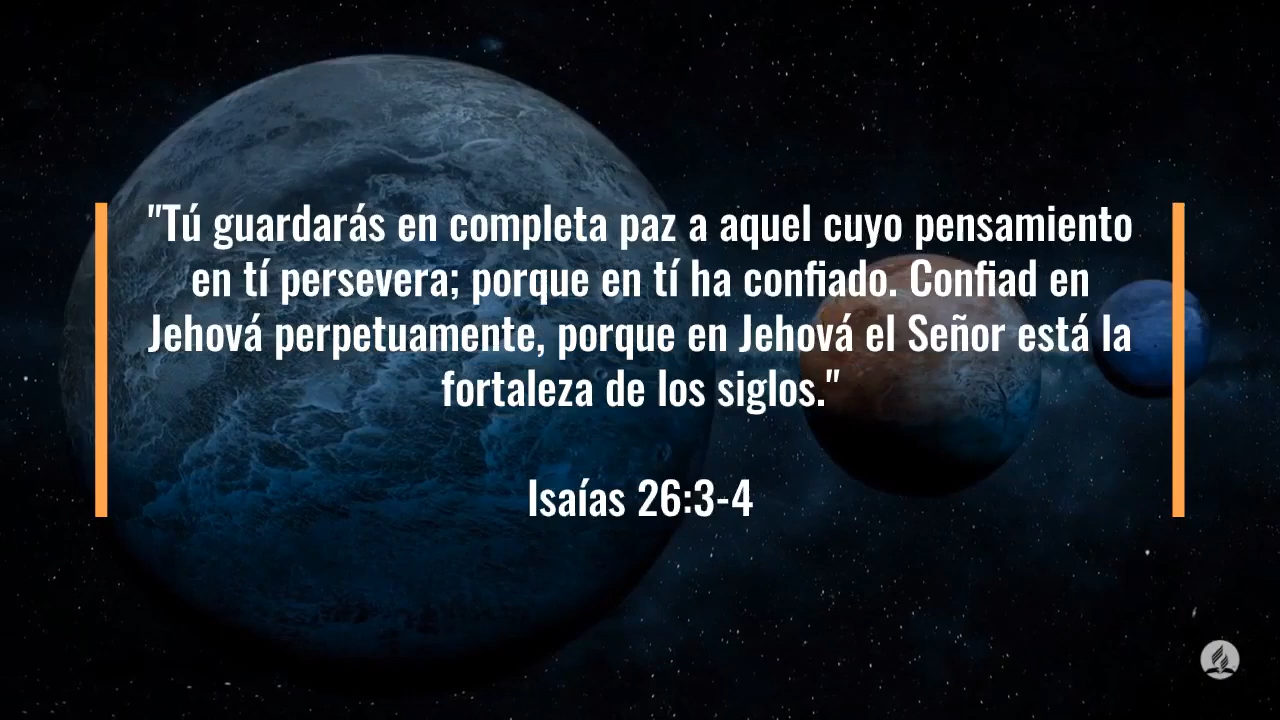 "Tú guardarás en completa paz a aquel cuyo pensamiento
en tí persevera; porque en tí ha confiado. Confiad en
Jehová perpetuamente, porque en Jehová el Señor está la
fortaleza de los siglos."
Isaías 26:3-4